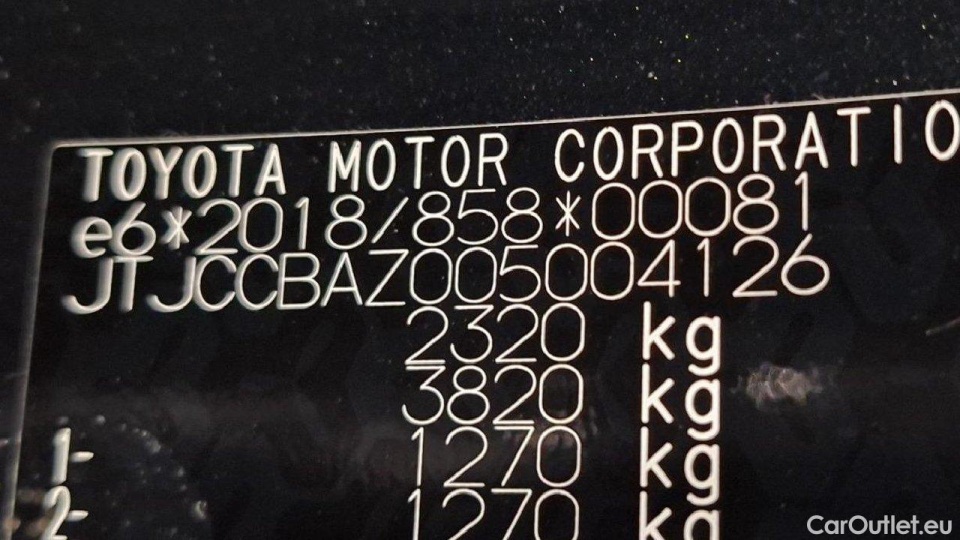 TOYOTA MOTOR CORPORATIO
e6*2018/858*00081
JTJCCBAZ005004126
2320 kg
3820 kg
1- 1270 kg
2- 1270 kg
CarOutlet.eu